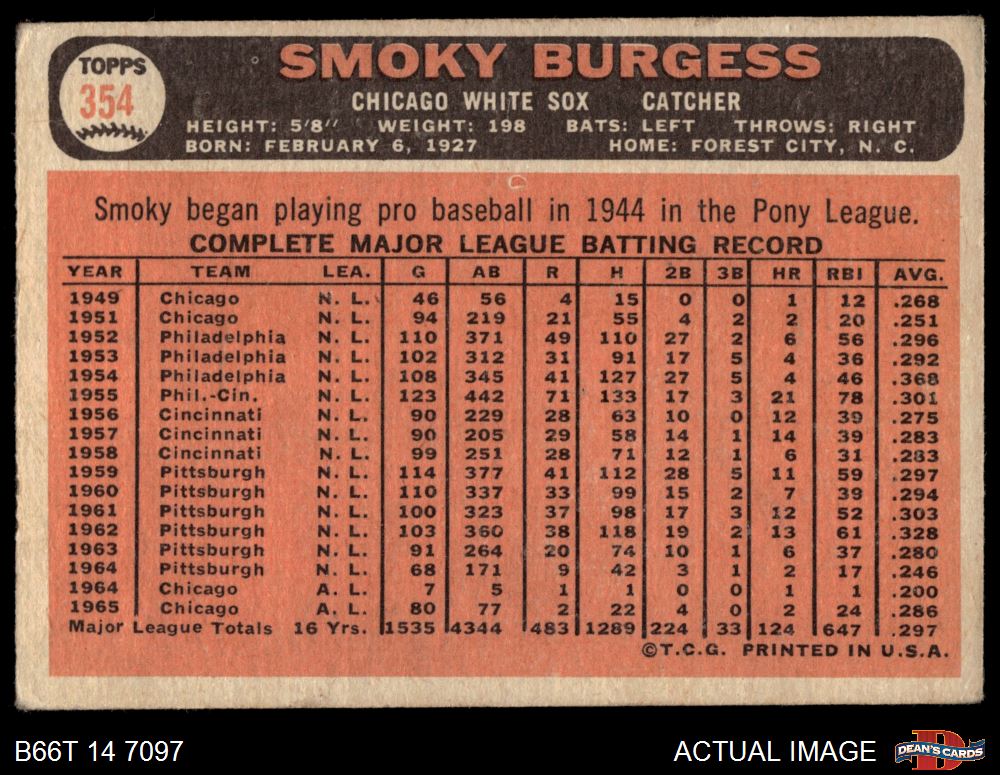 TOPPS
354
SMOKY BURGESS
CHICAGO WHITE SOX CATCHER
HEIGHT: 5'8" WEIGHT: 198 BATS: LEFT THROWS: RIGHT
BORN: FEBRUARY 6, 1927 HOME: FOREST CITY, N. C.
Smoky began playing pro baseball in 1944 in the Pony League.
COMPLETE MAJOR LEAGUE BATTING RECORD
YEAR TEAM LEA. G AB R H 2B 3B HR RBI AVG.
1949 Chicago N. L. 46 56 4 15 0 0 1 12 .268
1951 Chicago N. L. 94 219 21 55 4 2 2 20 .251
1952 Philadelphia N. L. 110 371 49 110 27 2 6 56 .296
1953 Philadelphia N. L. 102 312 31 91 17 5 4 36 .292
1954 Philadelphia N. L. 108 345 41 127 27 5 4 46 .368
1955 Phil.-Cin. N. L. 123 442 71 133 17 3 21 78 .301
1956 Cincinnati N. L. 90 229 28 63 10 0 12 39 .275
1957 Cincinnati N. L. 90 205 29 58 14 1 14 39 .283
1958 Cincinnati N. L. 99 251 28 71 12 1 6 31 .283
1959 Pittsburgh N. L. 114 377 41 112 28 5 11 59 .297
1960 Pittsburgh N. L. 110 337 33 99 15 2 7 39 .294
1961 Pittsburgh N. L. 100 323 37 98 17 3 12 52 .303
1962 Pittsburgh N. L. 103 360 38 118 19 2 13 61 .328
1963 Pittsburgh N. L. 91 264 20 74 10 1 6 37 .280
1964 Pittsburgh N. L. 68 171 9 42 3 1 2 17 .246
1964 Chicago A. L. 7 5 1 1 0 0 1 1 .200
1965 Chicago A. L. 80 77 2 22 4 0 2 24 .286
Major League Totals 16 Yrs. 1535 4344 483 1289 224 33 124 647 .297
©T.C.G. PRINTED IN U.S.A.
B66T 14 7097 ACTUAL IMAGE D DEAN'S CARDS